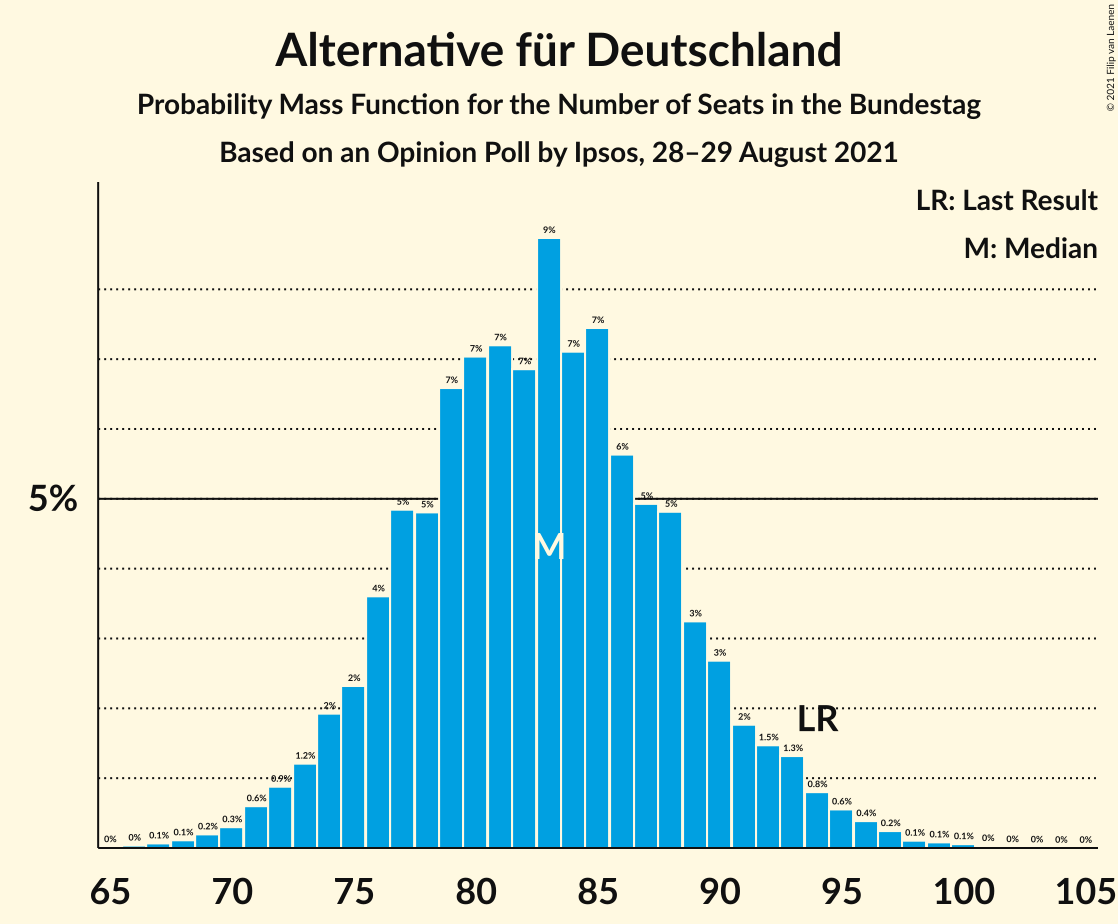 Alternative für Deutschland
Probability Mass Function for the Number of Seats in the Bundestag
Based on an Opinion Poll by Ipsos, 28–29 August 2021
© 2021 Filip van Laenen
LR: Last Result
M: Median
5%
0% 0% 0.1% 0.1% 0.2% 0.3% 0.6% 0.9% 1.2% 2% 2% 4% 5% 5% 7% 7% 7% 7% 9% 7% 7% 6% 5% 5% 3% 3% 2% 1.5% 1.3% 0.8% 0.6% 0.4% 0.2% 0.1% 0.1% 0.1% 0% 0% 0% 0% 0%
M
LR
65 70 75 80 85 90 95 100 105